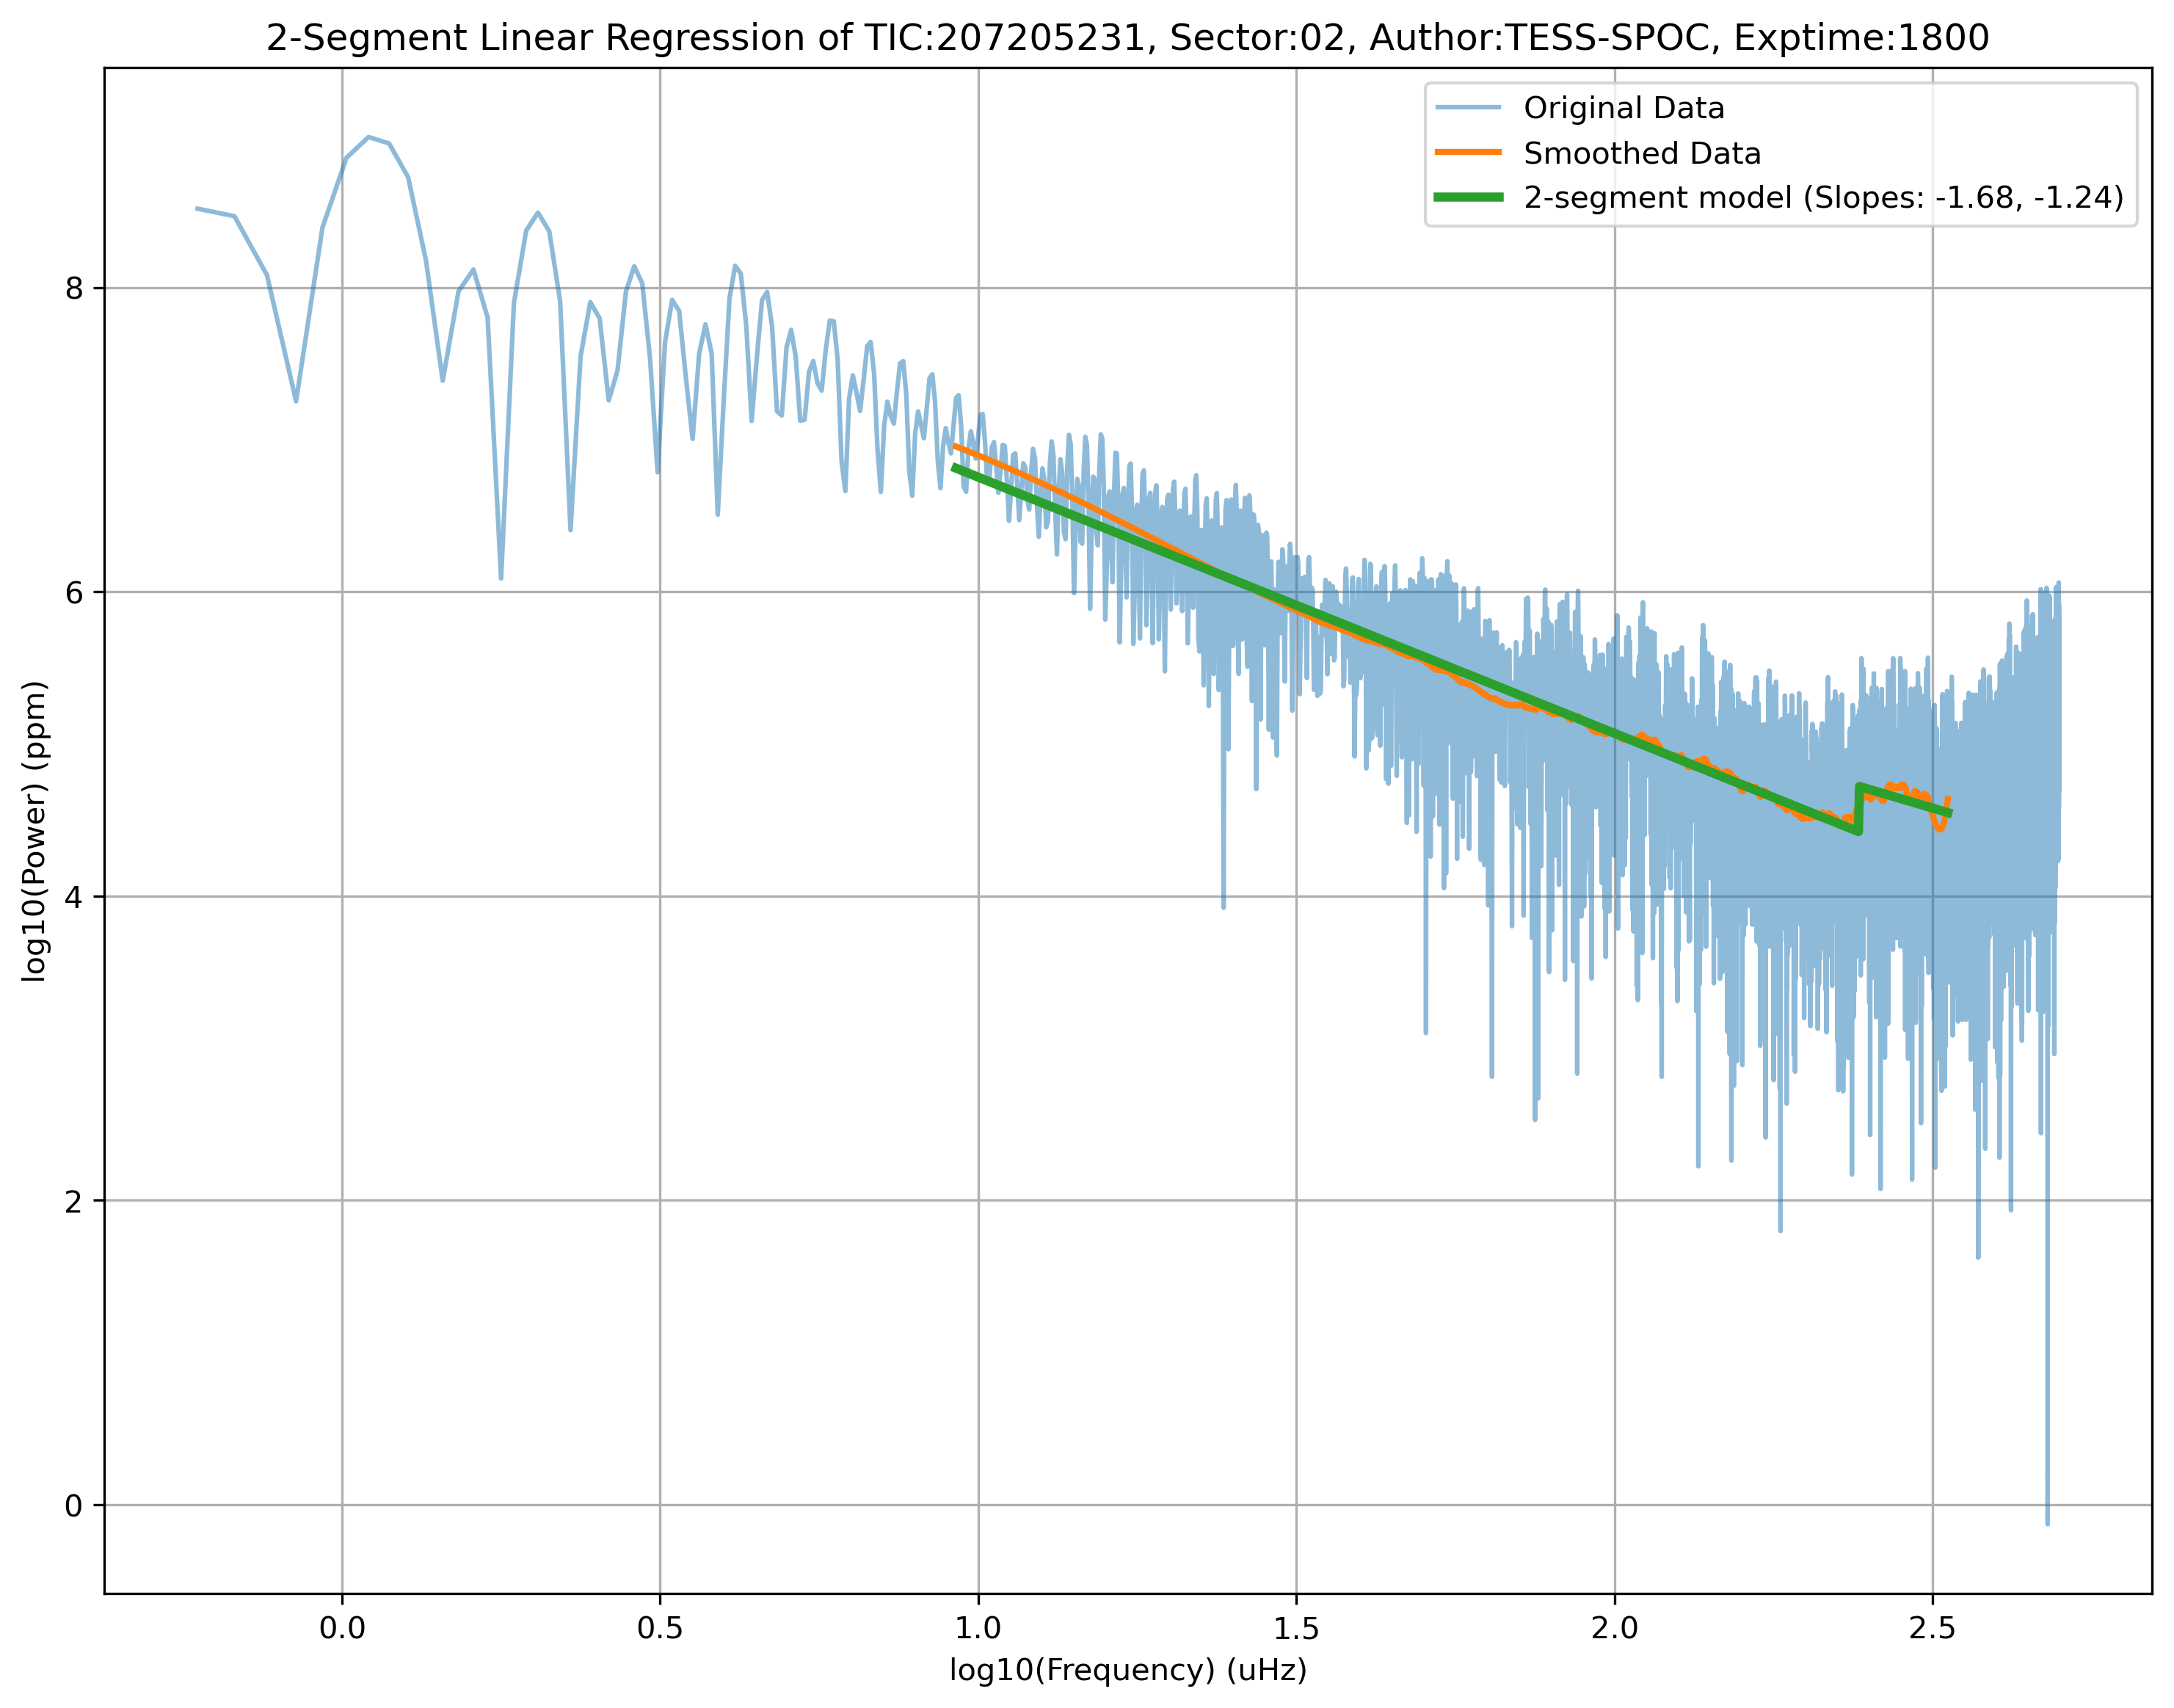 2-Segment Linear Regression of TIC:207205231, Sector:02, Author:TESS-SPOC, Exptime:1800
Original Data
Smoothed Data
2-segment model (Slopes: -1.68, -1.24)
log10(Power) (ppm)
8
6
4
2
0
0.0 0.5 1.0 1.5 2.0 2.5
log10(Frequency) (uHz)